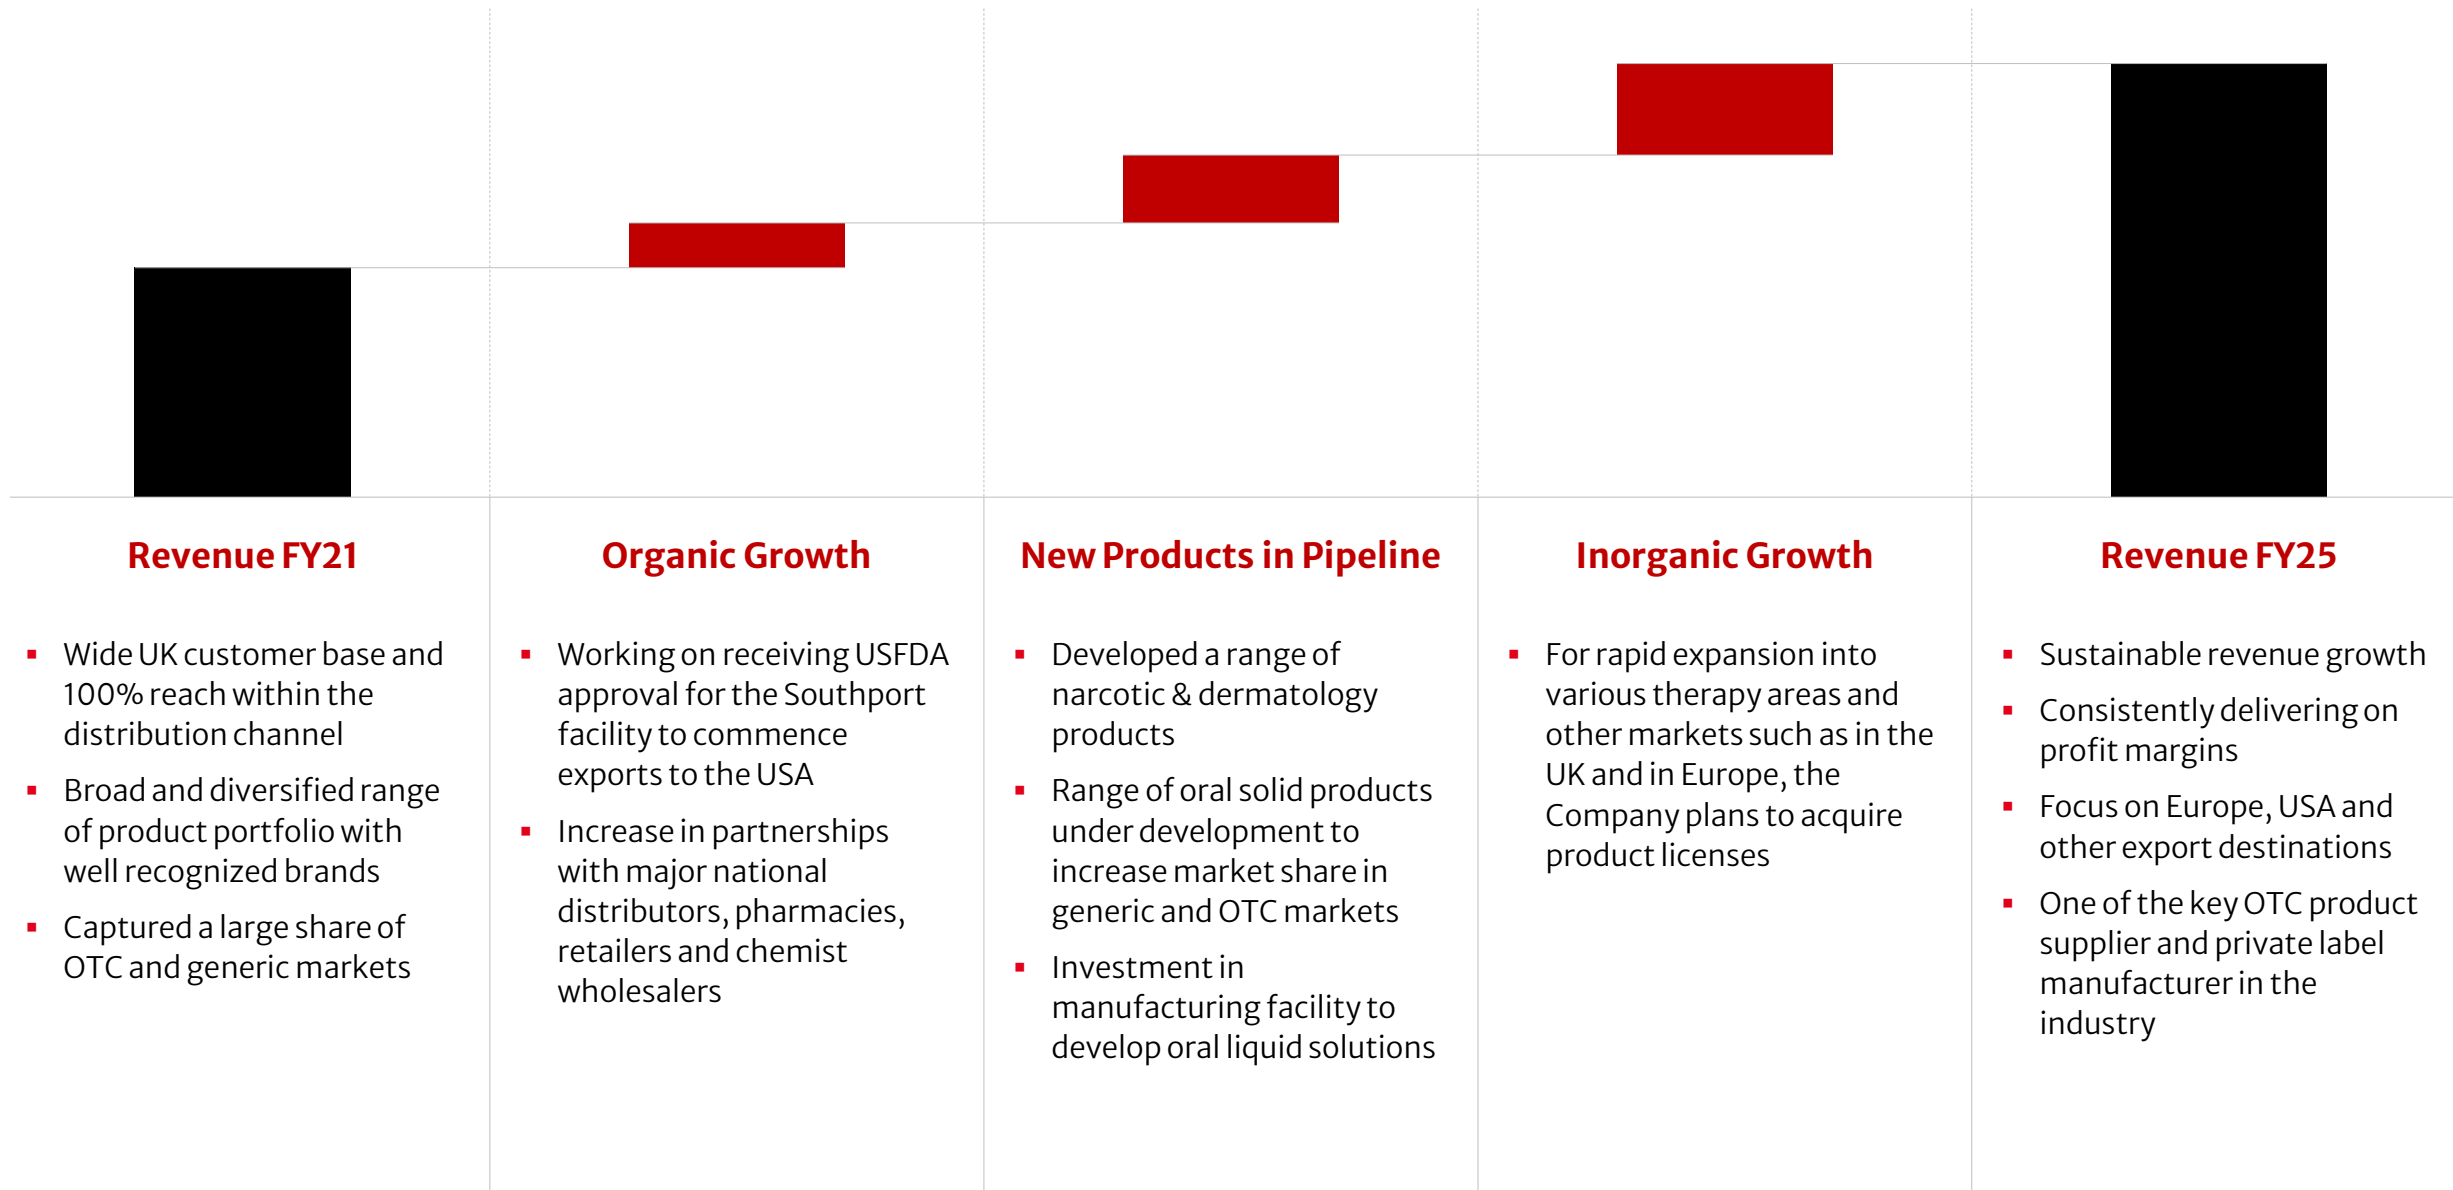 Revenue FY21
▪ Wide UK customer base and
100% reach within the
distribution channel
▪ Broad and diversified range
of product portfolio with
well recognized brands
▪ Captured a large share of
OTC and generic markets
Organic Growth
▪ Working on receiving USFDA
approval for the Southport
facility to commence
exports to the USA
▪ Increase in partnerships
with major national
distributors, pharmacies,
retailers and chemist
wholesalers
New Products in Pipeline
▪ Developed a range of
narcotic & dermatology
products
▪ Range of oral solid products
under development to
increase market share in
generic and OTC markets
▪ Investment in
manufacturing facility to
develop oral liquid solutions
Inorganic Growth
▪ For rapid expansion into
various therapy areas and
other markets such as in the
UK and in Europe, the
Company plans to acquire
product licenses
Revenue FY25
▪ Sustainable revenue growth
▪ Consistently delivering on
profit margins
▪ Focus on Europe, USA and
other export destinations
▪ One of the key OTC product
supplier and private label
manufacturer in the
industry